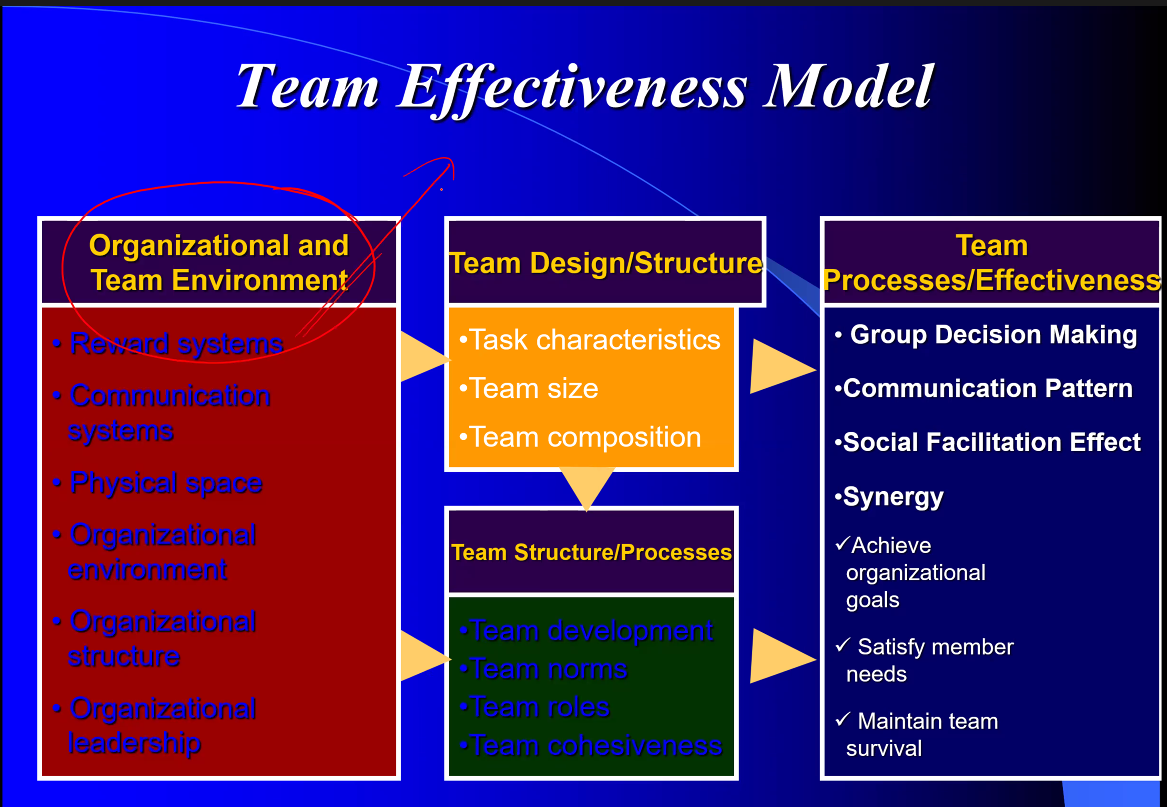 Team Effectiveness Model
Organizational and
Team Environment
• Reward systems
• Communication
systems
• Physical space
• Organizational
environment
• Organizational
structure
• Organizational
leadership
Team Design/Structure
•Task characteristics
•Team size
•Team composition
Team Structure/Processes
•Team development
•Team norms
•Team roles
•Team cohesiveness
Team
Processes/Effectiveness
• Group Decision Making
•Communication Pattern
•Social Facilitation Effect
•Synergy
✓Achieve
organizational
goals
✓ Satisfy member
needs
✓ Maintain team
survival